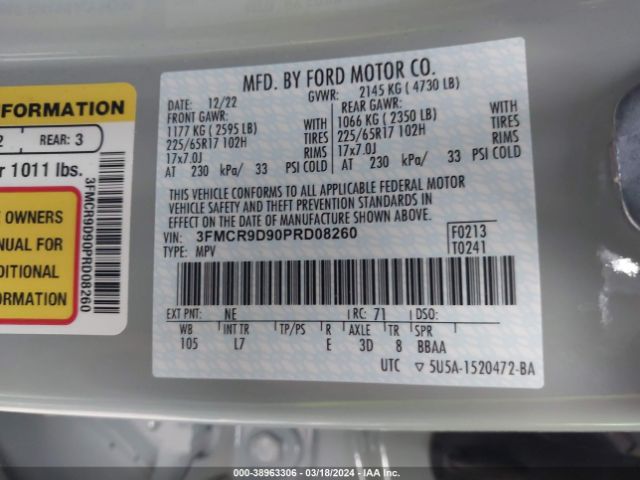 MFD. BY FORD MOTOR CO.
DATE: 12/22
GVWR: 2145 KG ( 4730 LB)
FRONT GAWR:
1177 KG ( 2595 LB) WITH
225/65R17 102H TIRES
17x7.0J RIMS
AT 230 kPa/ 33 PSI COLD
REAR GAWR:
1066 KG ( 2350 LB) WITH
225/65R17 102H TIRES
17x7.0J RIMS
AT 230 kPa/ 33 PSI COLD
THIS VEHICLE CONFORMS TO ALL APPLICABLE FEDERAL MOTOR
VEHICLE SAFETY AND THEFT PREVENTION STANDARDS IN EFFECT
ON THE DATE OF MANUFACTURE SHOWN ABOVE.
VIN: 3FMCR9D90PRD08260
TYPE: MPV
F0213
T0241
EXT PNT: NE RC: 71 DSO:
WB INT TR TP/PS R AXLE TR SPR
105 L7 E 3D 8 BBAA
UTC ▽ 5U5A-1520472-BA
FORMATION
2 REAR: 3
r 1011 lbs.
OWNERS
NUAL FOR
DITIONAL
ORMATION
3FMCR9D90PRD08260
000-38963306 - 03/18/2024 - IAA Inc.